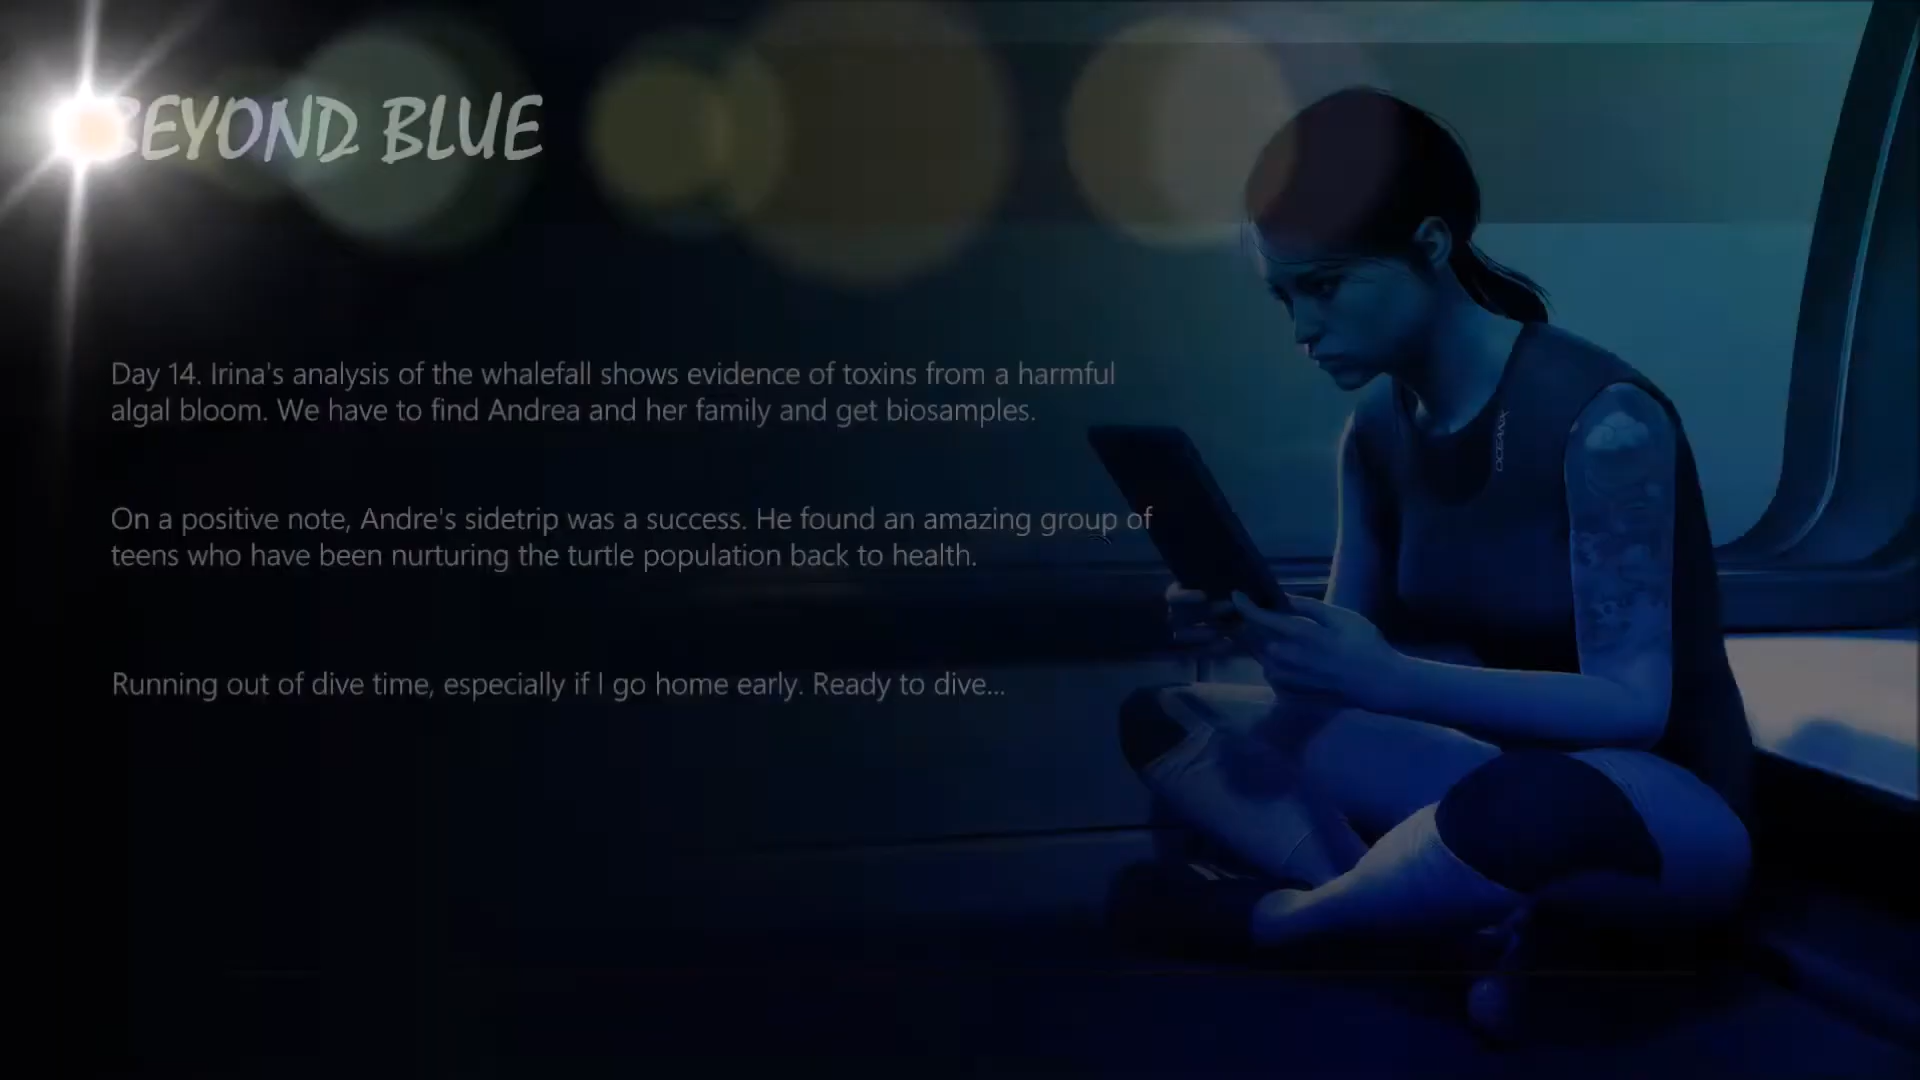 BEYOND BLUE
Day 14. Irina's analysis of the whalefall shows evidence of toxins from a harmful
algal bloom. We have to find Andrea and her family and get biosamples.
On a positive note, Andre's sidetrip was a success. He found an amazing group of
teens who have been nurturing the turtle population back to health.
Running out of dive time, especially if I go home early. Ready to dive...
OCEANX